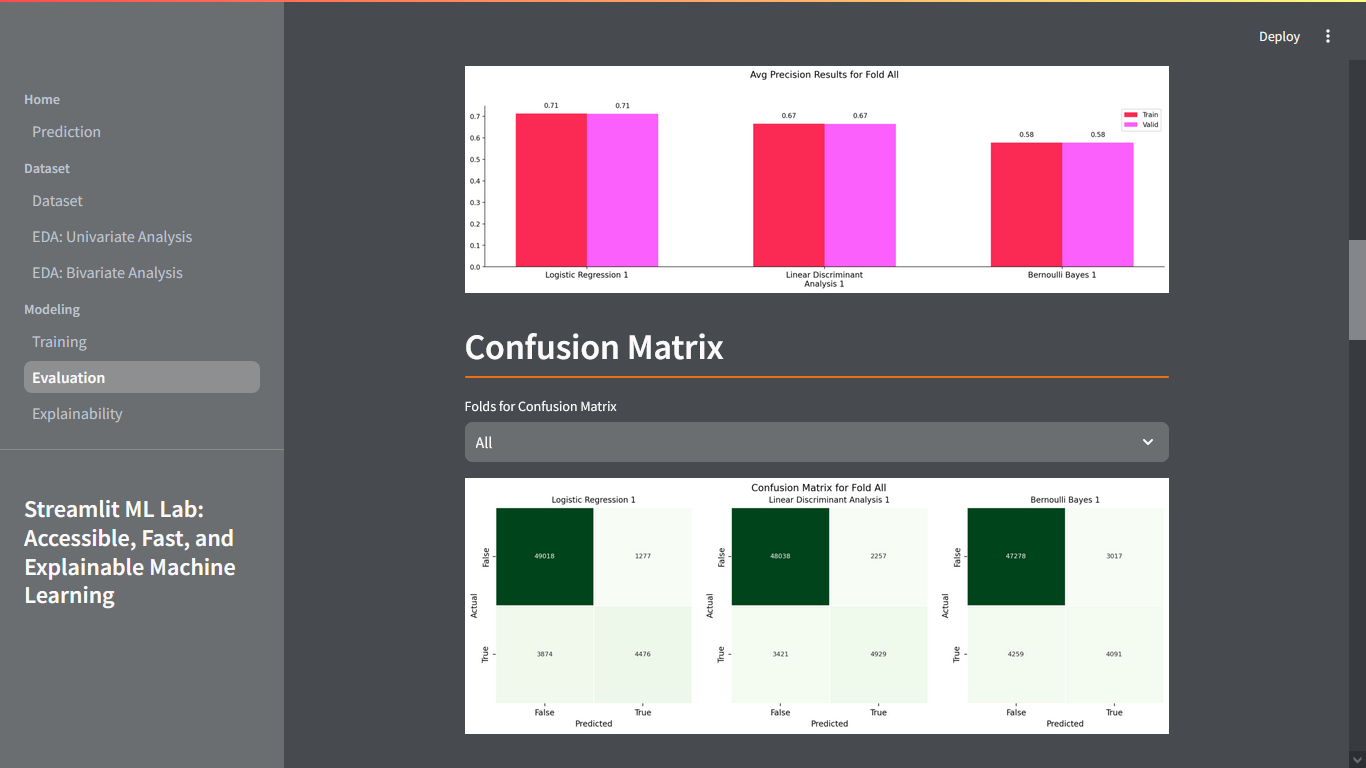 Deploy
Home
Prediction
Dataset
Dataset
EDA: Univariate Analysis
EDA: Bivariate Analysis
Modeling
Training
Evaluation
Explainability
Streamlit ML Lab:
Accessible, Fast, and
Explainable Machine
Learning
Avg Precision Results for Fold All
0.71 0.71 0.67 0.67 0.58 0.58
Train
Valid
0.7
0.6
0.5
0.4
0.3
0.2
0.1
0.0
Logistic Regression 1
Linear Discriminant
Analysis 1
Bernoulli Bayes 1
Confusion Matrix
Folds for Confusion Matrix
All
Confusion Matrix for Fold All
Logistic Regression 1
Actual
False
True
49018 1277
3874 4476
False True
Predicted
Linear Discriminant Analysis 1
Actual
False
True
48038 2257
3421 4929
False True
Predicted
Bernoulli Bayes 1
Actual
False
True
47278 3017
4259 4091
False True
Predicted